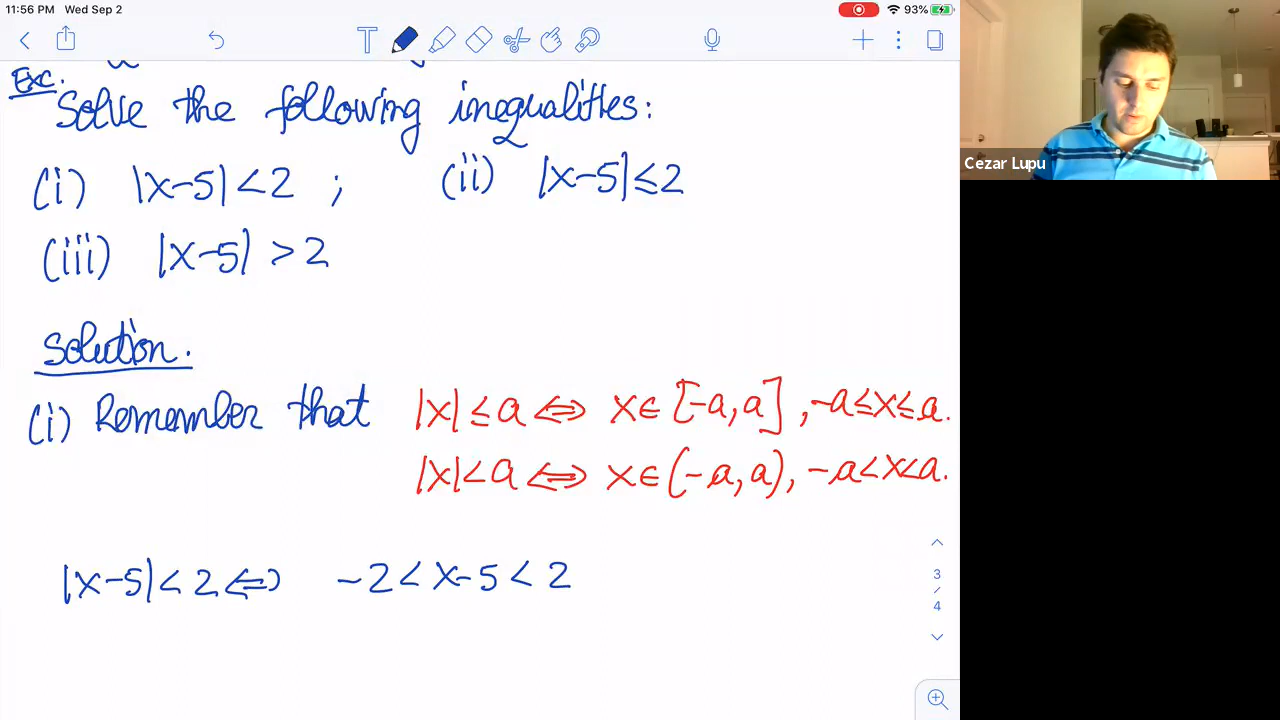 11:56 PM Wed Sep 2
93%
Exc.
Solve the following inequalities:
(i) |x-5|<2 ; (ii) |x-5|≤2
(iii) |x-5| > 2
Cezar Lupu
Solution.
(i) Remember that |x|≤a ⟺ x∈[-a,a], -a≤x≤a.
|x|<a ⟺ x∈(-a,a), -a<x<a.
|x-5|<2 ⟺ -2<x-5<2
3
/
4